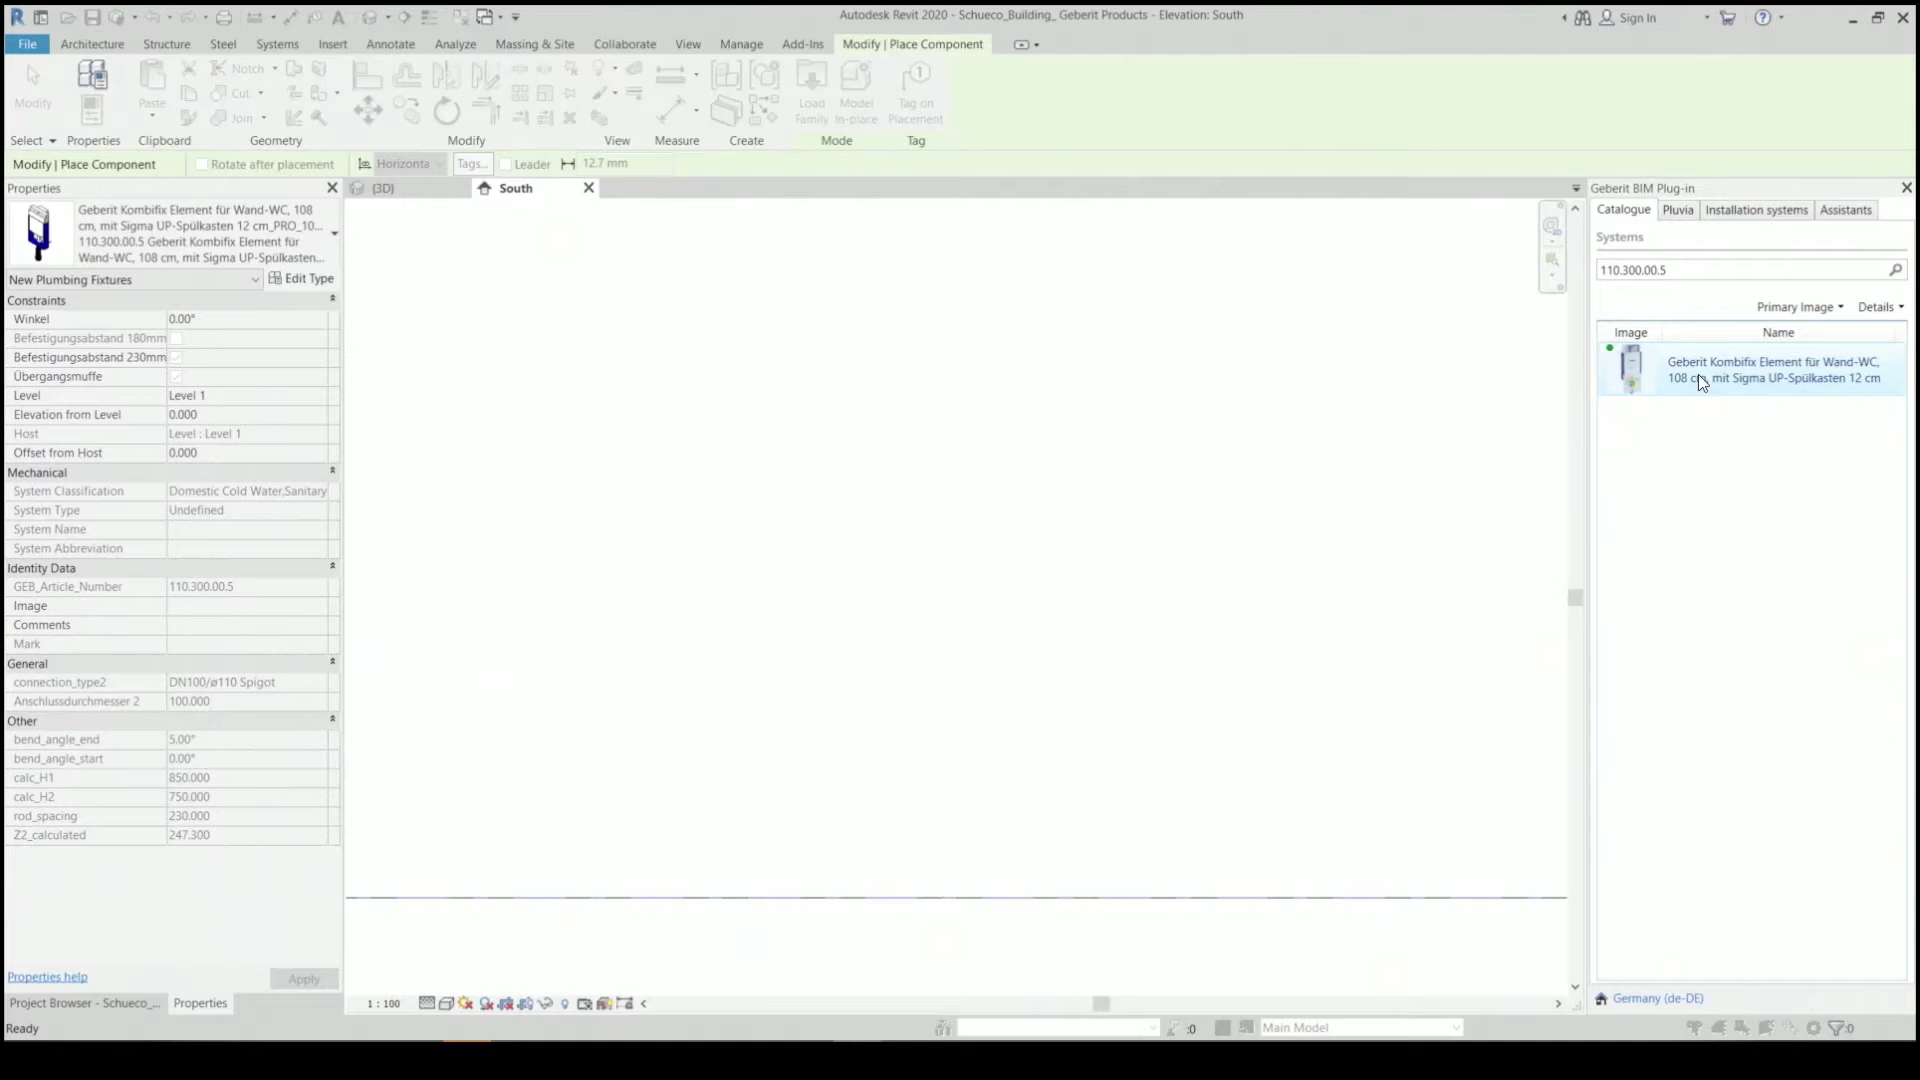 Autodesk Revit 2020 - Schueco_Building_ Geberit Products - Elevation: South
Sign In
File
Architecture
Structure
Steel
Systems
Insert
Annotate
Analyze
Massing & Site
Collaborate
View
Manage
Add-Ins
Modify | Place Component
Modify
Paste
Notch
Cut
Join
Load
Family
Model
In-place
Tag on
Placement
Select
Properties
Clipboard
Geometry
Modify
View
Measure
Create
Mode
Tag
Modify | Place Component
Rotate after placement
Horizonta
Tags...
Leader
12.7 mm
Properties
Geberit Kombifix Element für Wand-WC, 108
cm, mit Sigma UP-Spülkasten 12 cm_PRO_10...
110.300.00.5 Geberit Kombifix Element für
Wand-WC, 108 cm, mit Sigma UP-Spülkasten...
New Plumbing Fixtures
Edit Type
Constraints
Winkel 0.00°
Befestigungsabstand 180mm
Befestigungsabstand 230mm
Übergangsmuffe
Level Level 1
Elevation from Level 0.000
Host Level : Level 1
Offset from Host 0.000
Mechanical
System Classification Domestic Cold Water,Sanitary
System Type Undefined
System Name
System Abbreviation
Identity Data
GEB_Article_Number 110.300.00.5
Image
Comments
Mark
General
connection_type2 DN100/ø110 Spigot
Anschlussdurchmesser 2 100.000
Other
bend_angle_end 5.00°
bend_angle_start 0.00°
calc_H1 850.000
calc_H2 750.000
rod_spacing 230.000
Z2_calculated 247.300
Properties help
Apply
Project Browser - Schueco_...
Properties
Ready
{3D}
South
1 : 100
:0
Main Model
:0
Geberit BIM Plug-in
Catalogue
Pluvia
Installation systems
Assistants
Systems
110.300.00.5
Primary Image
Details
Image
Name
Geberit Kombifix Element für Wand-WC,
108 cm, mit Sigma UP-Spülkasten 12 cm
Germany (de-DE)